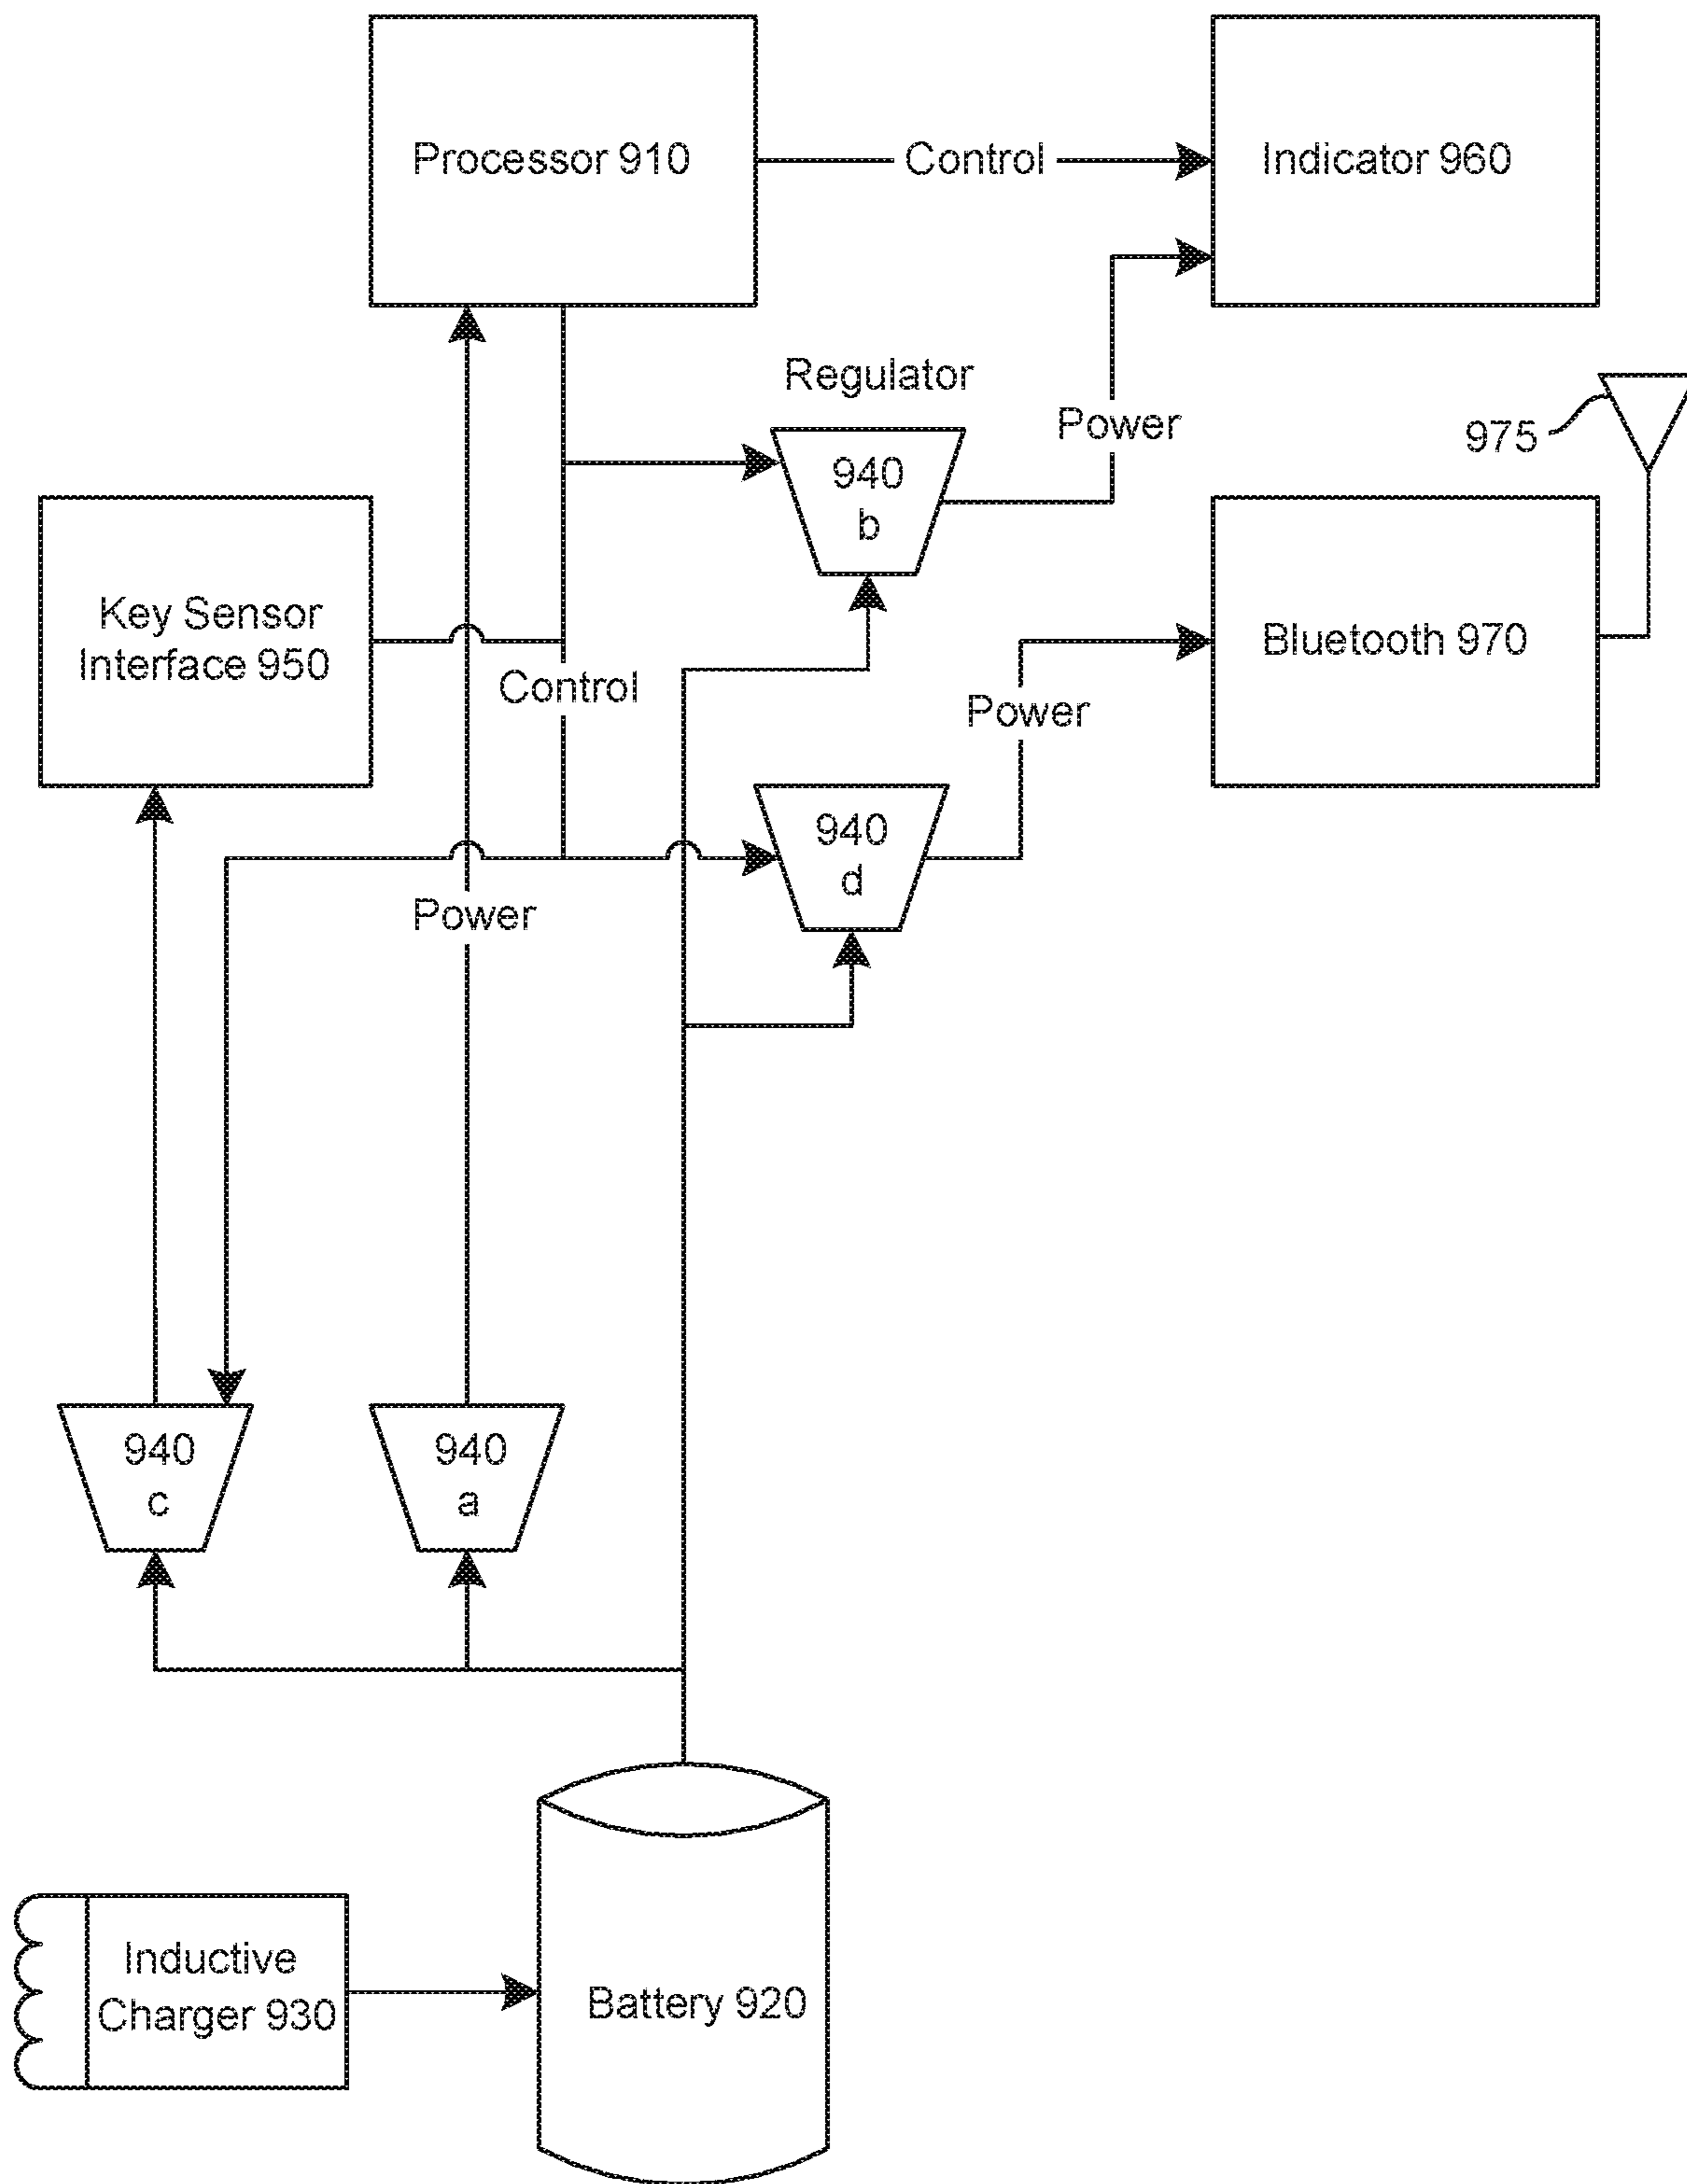 Processor 910
Control
Indicator 960
Regulator
940
b
Power
975
Key Sensor
Interface 950
Control
Bluetooth 970
Power
940
d
Power
940
c
940
a
Inductive
Charger 930
Battery 920